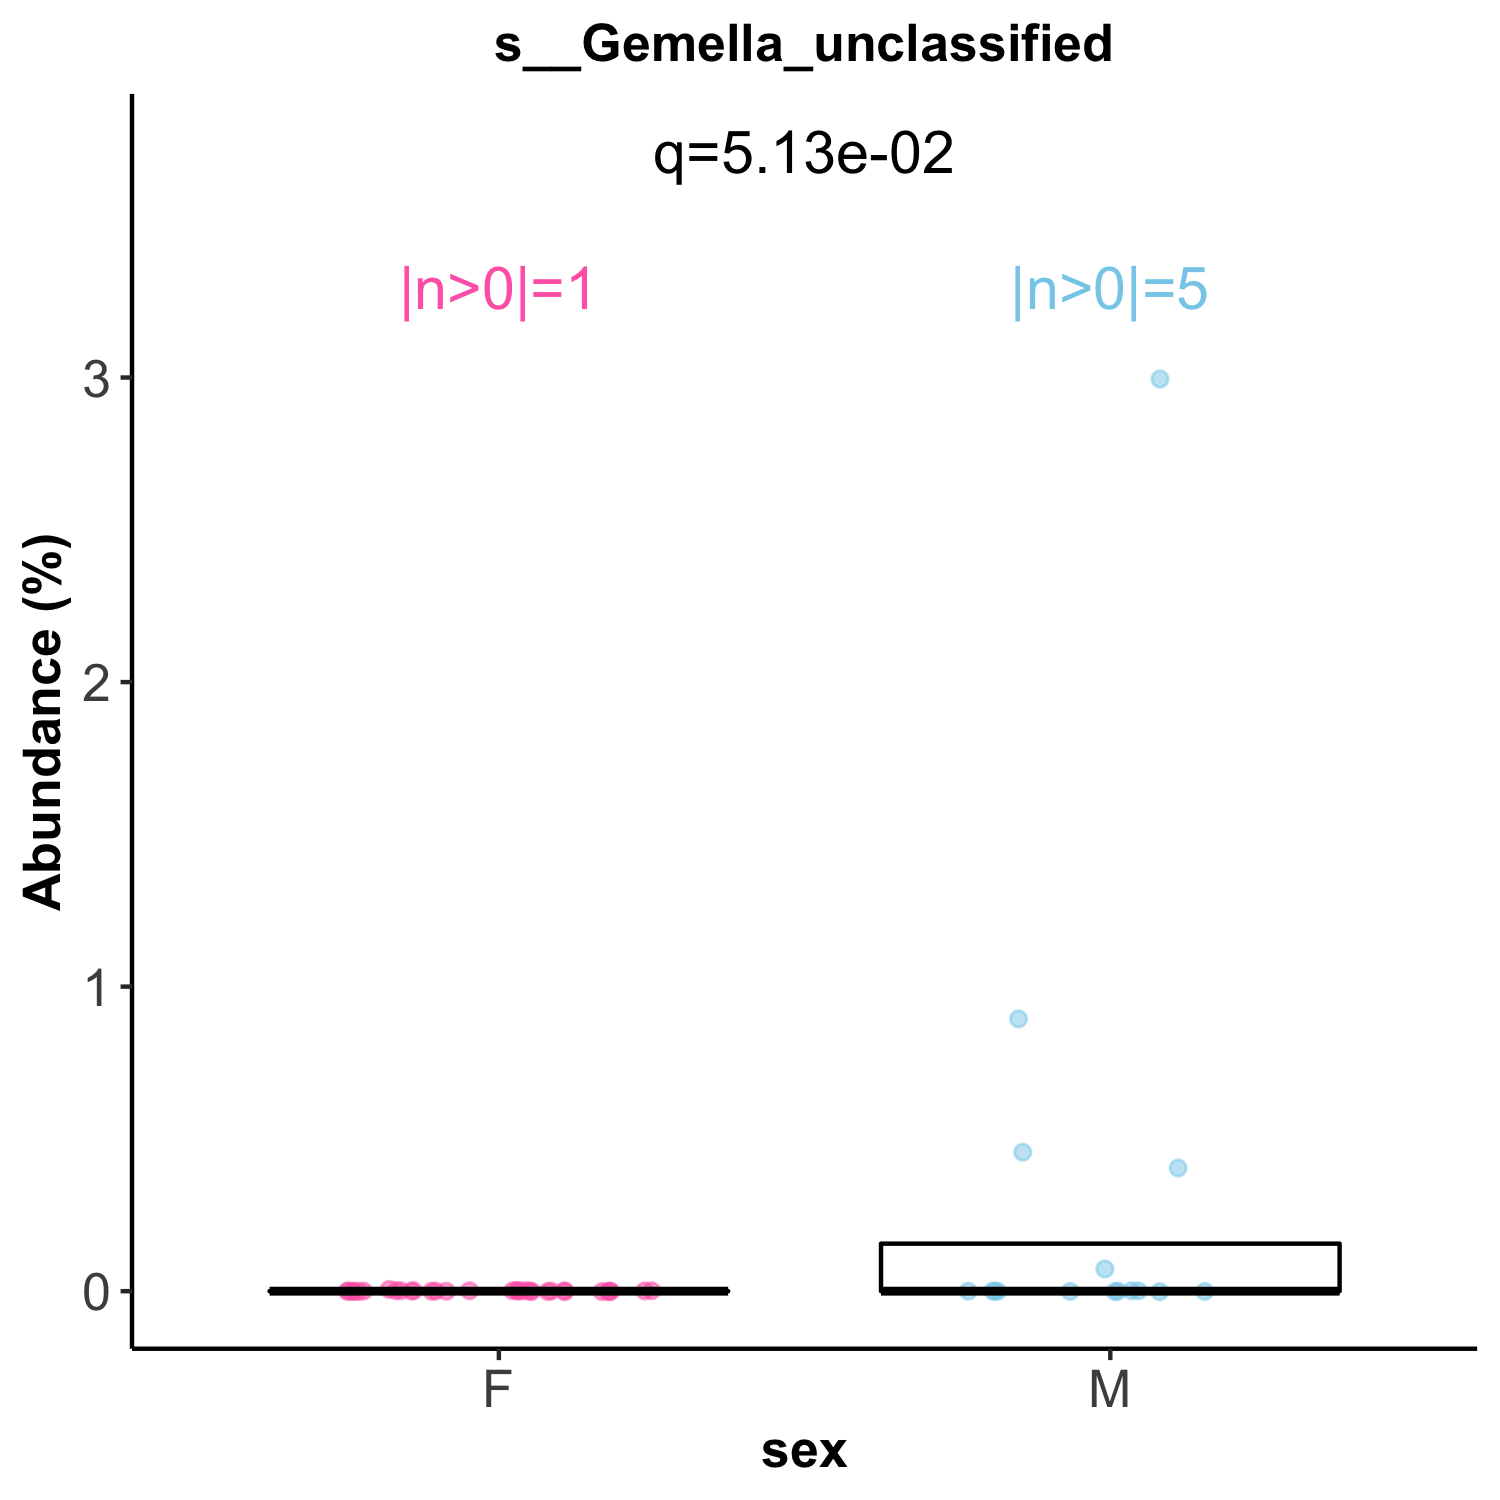 s__Gemella_unclassified
q=5.13e-02
|n>0|=1 |n>0|=5
3
2
1
0
Abundance (%)
F M
sex